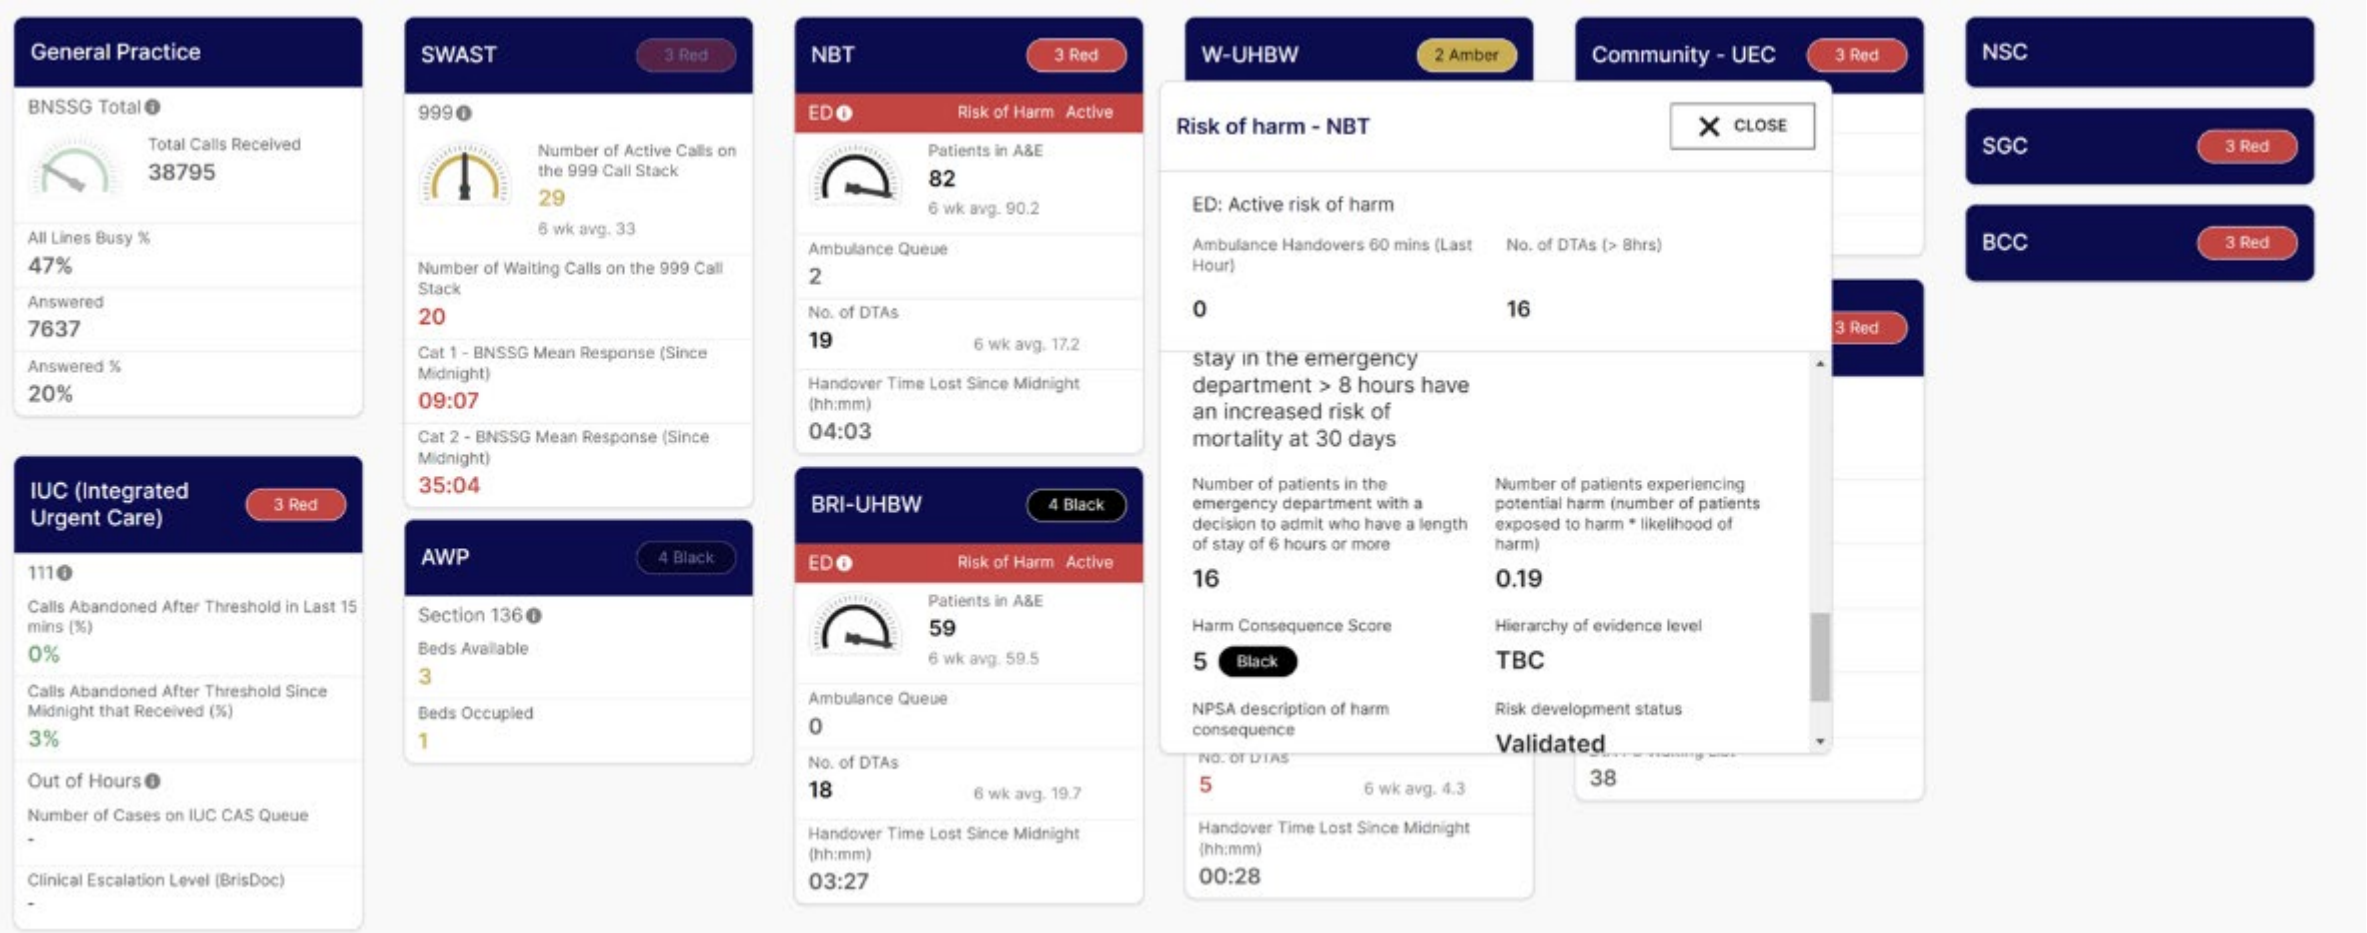 General Practice
BNSSG Total
Total Calls Received
38795
All Lines Busy %
47%
Answered
7637
Answered %
20%
IUC (Integrated
Urgent Care)
3 Red
111
Calls Abandoned After Threshold in Last 15
mins (%)
0%
Calls Abandoned After Threshold Since
Midnight that Received (%)
3%
Out of Hours
Number of Cases on IUC CAS Queue
-
Clinical Escalation Level (BrisDoc)
-
SWAST
3 Red
999
Number of Active Calls on
the 999 Call Stack
29
6 wk avg. 33
Number of Waiting Calls on the 999 Call
Stack
20
Cat 1 - BNSSG Mean Response (Since
Midnight)
09:07
Cat 2 - BNSSG Mean Response (Since
Midnight)
35:04
AWP
4 Black
Section 136
Beds Available
3
Beds Occupied
1
NBT
3 Red
ED Risk of Harm Active
Patients in A&E
82
6 wk avg. 90.2
Ambulance Queue
2
No. of DTAs
19 6 wk avg. 17.2
Handover Time Lost Since Midnight
(hh:mm)
04:03
BRI-UHBW
4 Black
ED Risk of Harm Active
Patients in A&E
59
6 wk avg. 59.5
Ambulance Queue
0
No. of DTAs
18 6 wk avg. 19.7
Handover Time Lost Since Midnight
(hh:mm)
03:27
W-UHBW
2 Amber
Risk of harm - NBT
CLOSE
ED: Active risk of harm
Ambulance Handovers 60 mins (Last
Hour)
0
No. of DTAs (> 8hrs)
16
stay in the emergency
department > 8 hours have
an increased risk of
mortality at 30 days
Number of patients in the
emergency department with a
decision to admit who have a length
of stay of 6 hours or more
16
Number of patients experiencing
potential harm (number of patients
exposed to harm * likelihood of
harm)
0.19
Harm Consequence Score
5 Black
Hierarchy of evidence level
TBC
NPSA description of harm
consequence
Risk development status
Validated
No. of DTAs
5 6 wk avg. 4.3
Handover Time Lost Since Midnight
(hh:mm)
00:28
Community - UEC
3 Red
3 Red
38
NSC
SGC
3 Red
BCC
3 Red